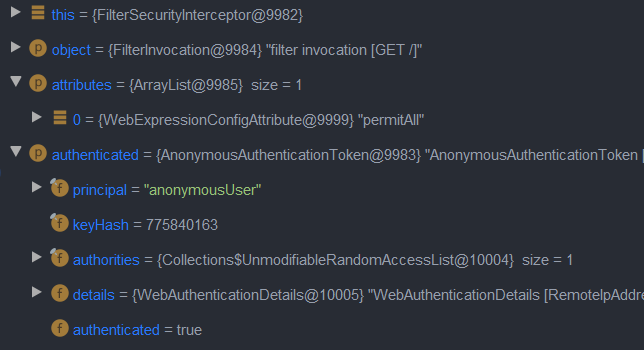 this = {FilterSecurityInterceptor@9982}
p object = {FilterInvocation@9984} "filter invocation [GET /]"
p attributes = {ArrayList@9985} size = 1
0 = {WebExpressionConfigAttribute@9999} "permitAll"
p authenticated = {AnonymousAuthenticationToken@9983} "AnonymousAuthenticationToken [
f principal = "anonymousUser"
f keyHash = 775840163
f authorities = {Collections$UnmodifiableRandomAccessList@10004} size = 1
f details = {WebAuthenticationDetails@10005} "WebAuthenticationDetails [RemoteIpAddre
f authenticated = true